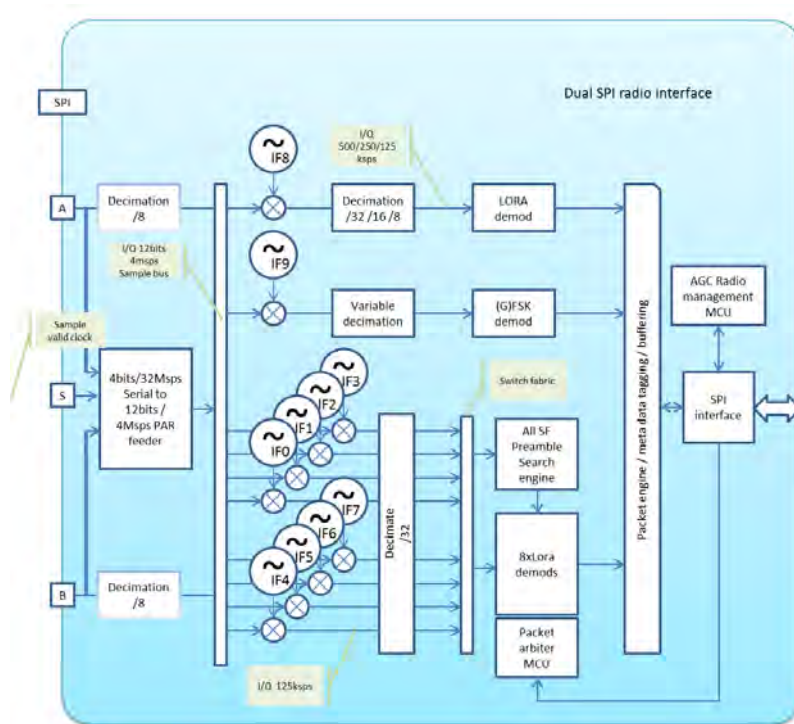 Dual SPI radio interface
SPI
I/Q
500/250/125
ksps
IF8
A
Decimation
/8
Decimation
/32 /16 /8
LORA
demod
I/Q 12bits
4msps
Sample bus
IF9
Variable
decimation
(G)FSK
demod
AGC Radio
management
MCU
Sample
valid clock
S
4bits/32Msps
Serial to
12bits /
4Msps PAR
feeder
IF3
IF2
IF1
IF0
Switch fabric
All SF
Preamble
Search
engine
SPI
interface
Packet engine / meta data tagging / buffering
Decimate
/32
IF7
IF6
IF5
IF4
8xLora
demods
B
Decimation
/8
Packet
arbiter
MCU
I/Q 125ksps